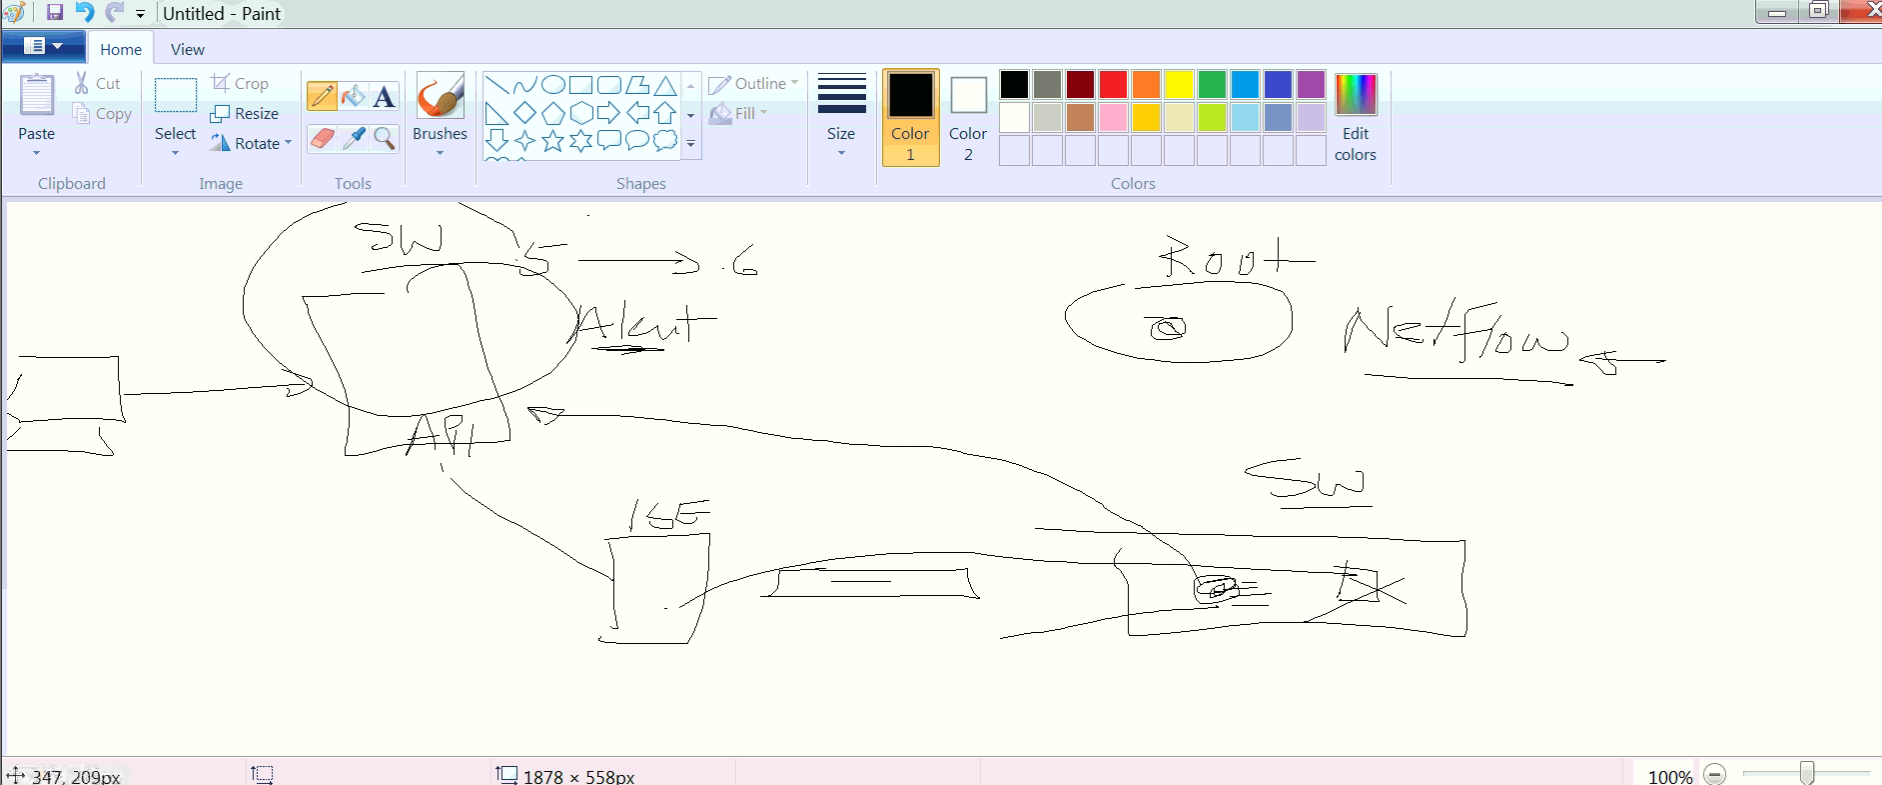 Untitled - Paint
Home View
Cut
Copy
Paste
Clipboard
Crop
Resize
Rotate
Select
Image
Tools
Brushes
Shapes
Outline
Fill
Size
Color 1
Color 2
Edit colors
Colors
SW
.5 .6
Root
NetFlow
API
SW
ISE
347, 209px
1878 × 558px
100%